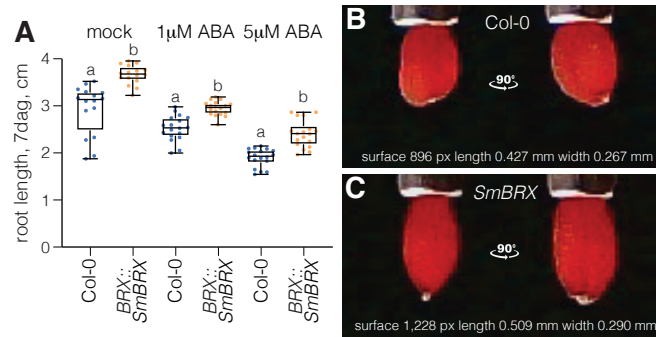 A
mock 1µM ABA 5µM ABA
root length, 7dag, cm
4
3
2
1
0
a
b
a
b
a
b
Col-0
BRX::
SmBRX
Col-0
BRX::
SmBRX
Col-0
BRX::
SmBRX
B
Col-0
90°
surface 896 px length 0.427 mm width 0.267 mm
C
SmBRX
90°
surface 1,228 px length 0.509 mm width 0.290 mm